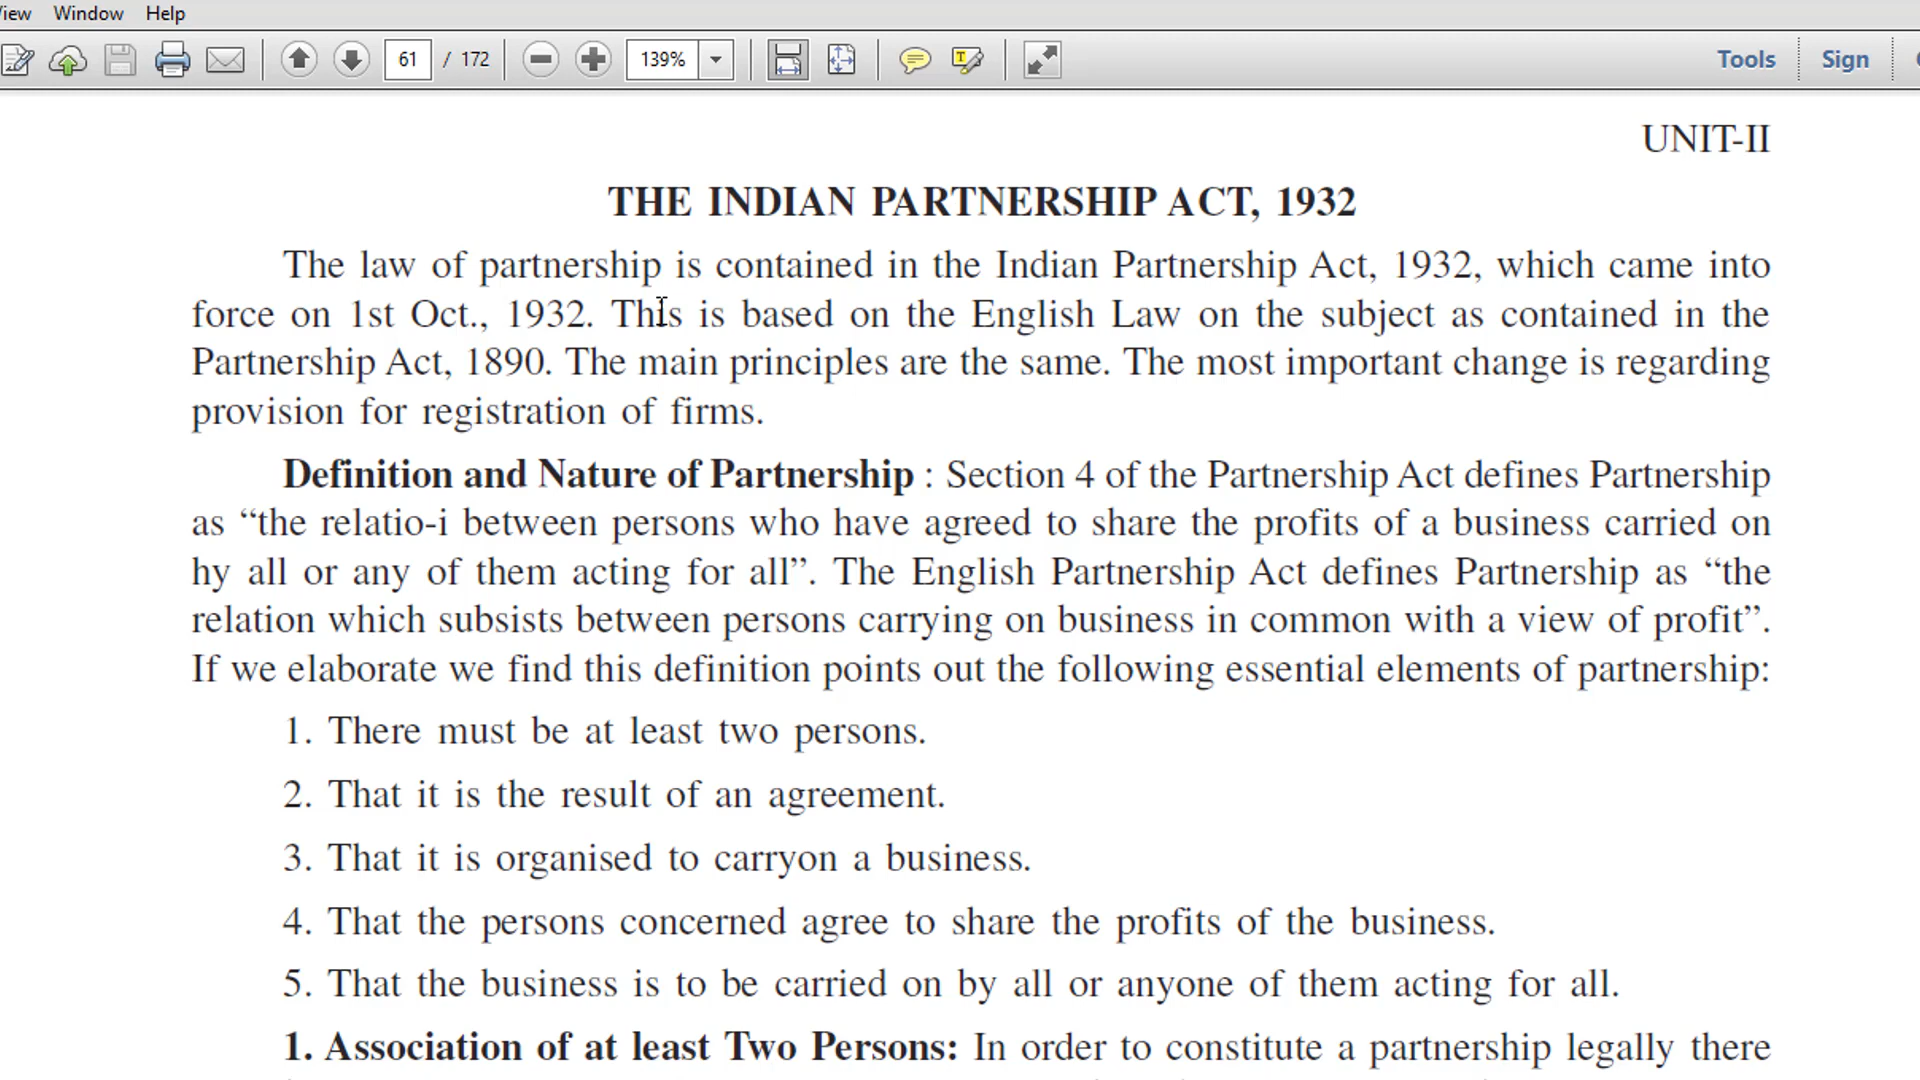 View Window Help
61 / 172 139% Tools Sign
UNIT-II
THE INDIAN PARTNERSHIP ACT, 1932
The law of partnership is contained in the Indian Partnership Act, 1932, which came into
force on 1st Oct., 1932. This is based on the English Law on the subject as contained in the
Partnership Act, 1890. The main principles are the same. The most important change is regarding
provision for registration of firms.
Definition and Nature of Partnership : Section 4 of the Partnership Act defines Partnership
as “the relatio-i between persons who have agreed to share the profits of a business carried on
hy all or any of them acting for all”. The English Partnership Act defines Partnership as “the
relation which subsists between persons carrying on business in common with a view of profit”.
If we elaborate we find this definition points out the following essential elements of partnership:
1. There must be at least two persons.
2. That it is the result of an agreement.
3. That it is organised to carryon a business.
4. That the persons concerned agree to share the profits of the business.
5. That the business is to be carried on by all or anyone of them acting for all.
1. Association of at least Two Persons: In order to constitute a partnership legally there